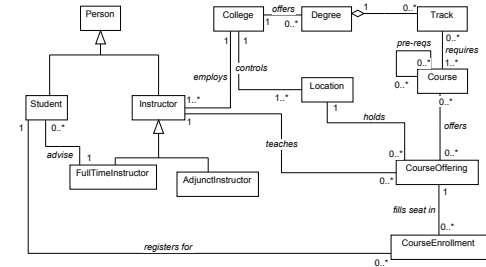 Person
College
offers
Degree
1
0..*
Track
1
0..*
1
1
0..*
pre-reqs
requires
controls
employs
0..*
1..*
Course
Location
Student
Instructor
1..*
1..*
0..*
1
0..*
1
1
holds
offers
advise
1
teaches
0..*
0..*
FullTimeInstructor
AdjunctInstructor
CourseOffering
0..*
1
fills seat in
0..*
registers for
CourseEnrollment
0..*